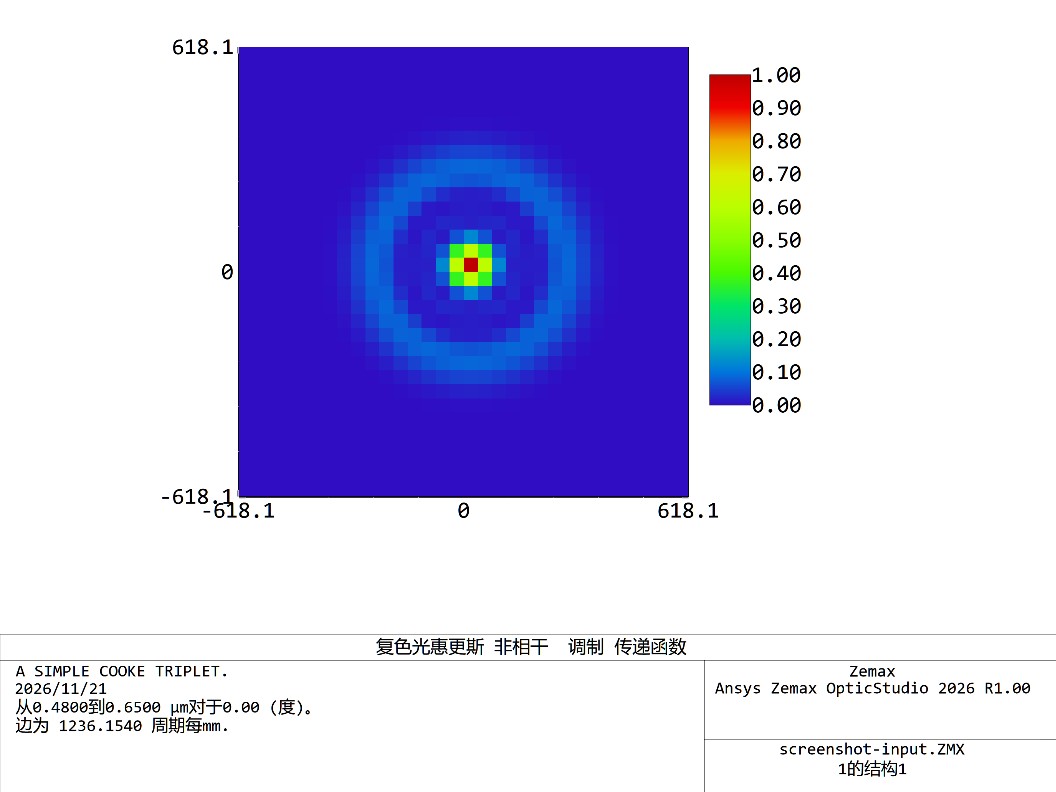 618.1
0
-618.1
-618.1
0
618.1
1.00
0.90
0.80
0.70
0.60
0.50
0.40
0.30
0.20
0.10
0.00
复色光惠更斯 非相干 调制 传递函数
A SIMPLE COOKE TRIPLET.
2026/11/21
从0.4800到0.6500 µm对于0.00 (度)。
边为 1236.1540 周期每mm.
Zemax
Ansys Zemax OpticStudio 2026 R1.00
screenshot-input.ZMX
1的结构1